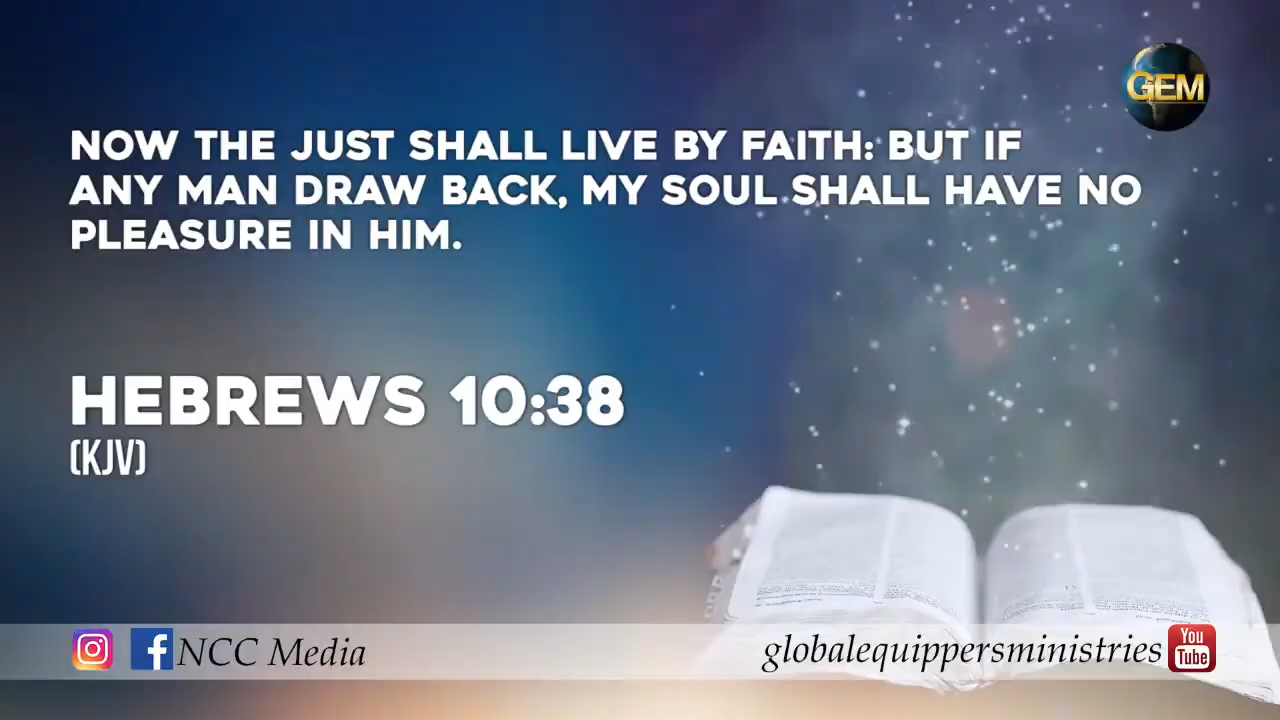 GEM
NOW THE JUST SHALL LIVE BY FAITH: BUT IF
ANY MAN DRAW BACK, MY SOUL SHALL HAVE NO
PLEASURE IN HIM.
HEBREWS 10:38
(KJV)
NCC Media
globalequippersministries
You
Tube